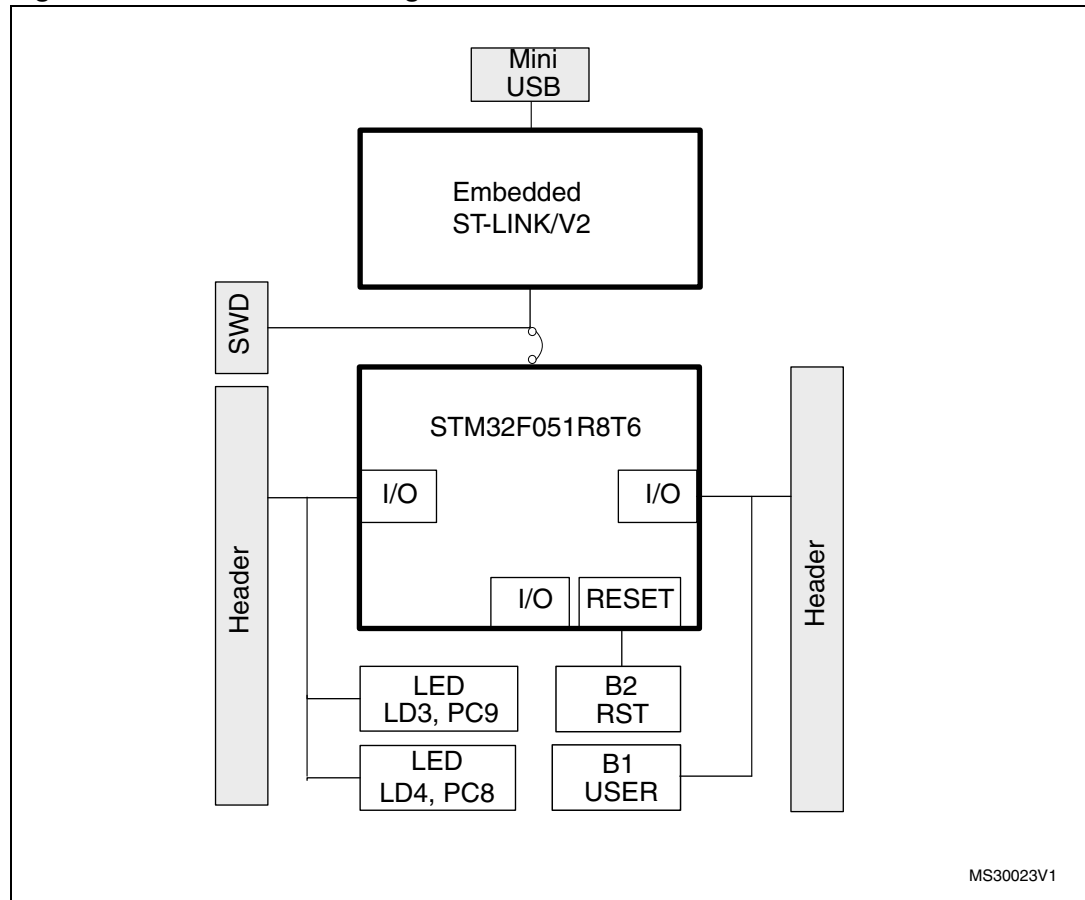 Mini
USB
Embedded
ST-LINK/V2
SWD
STM32F051R8T6
I/O
I/O
Header
Header
I/O
RESET
LED
LD3, PC9
B2
RST
LED
LD4, PC8
B1
USER
MS30023V1